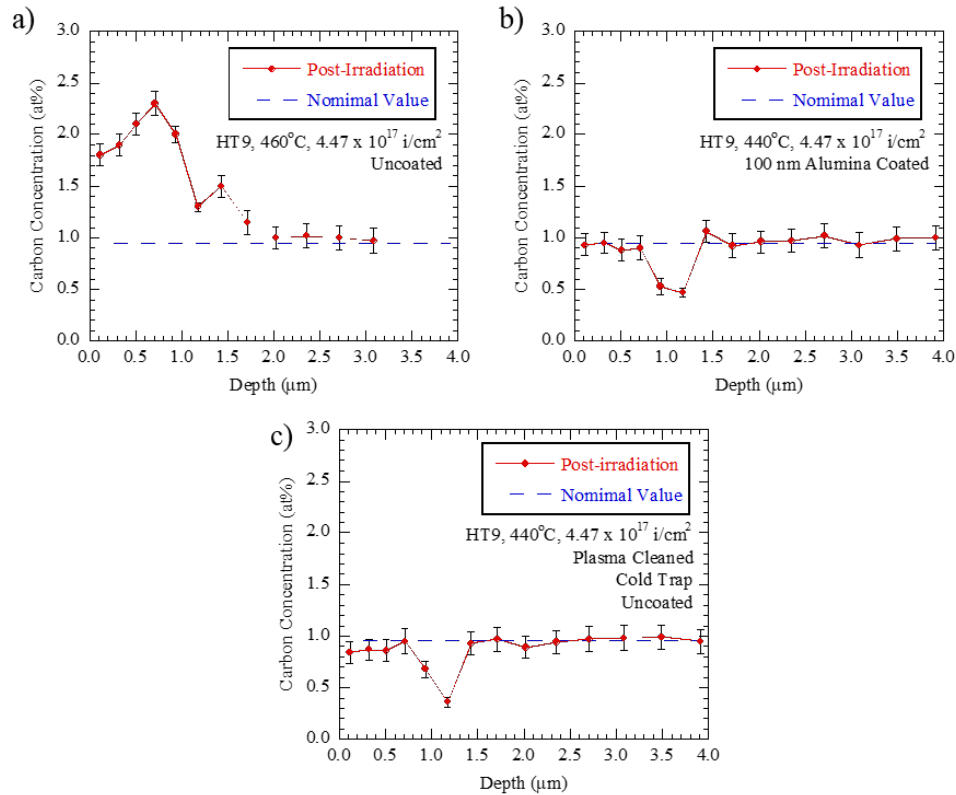 a)
3.0
2.5
2.0
1.5
1.0
0.5
0.0
Carbon Concentration (at%)
Post-Irradiation
Nomimal Value
HT9, 460°C, 4.47 x 10¹⁷ i/cm²
Uncoated
0.0 0.5 1.0 1.5 2.0 2.5 3.0 3.5 4.0
Depth (µm)
b)
3.0
2.5
2.0
1.5
1.0
0.5
0.0
Carbon Concentration (at%)
Post-Irradiation
Nomimal Value
HT9, 440°C, 4.47 x 10¹⁷ i/cm²
100 nm Alumina Coated
0.0 0.5 1.0 1.5 2.0 2.5 3.0 3.5 4.0
Depth (µm)
c)
3.0
2.5
2.0
1.5
1.0
0.5
0.0
Carbon Concentration (at%)
Post-irradiation
Nomimal Value
HT9, 440°C, 4.47 x 10¹⁷ i/cm²
Plasma Cleaned
Cold Trap
Uncoated
0.0 0.5 1.0 1.5 2.0 2.5 3.0 3.5 4.0
Depth (µm)